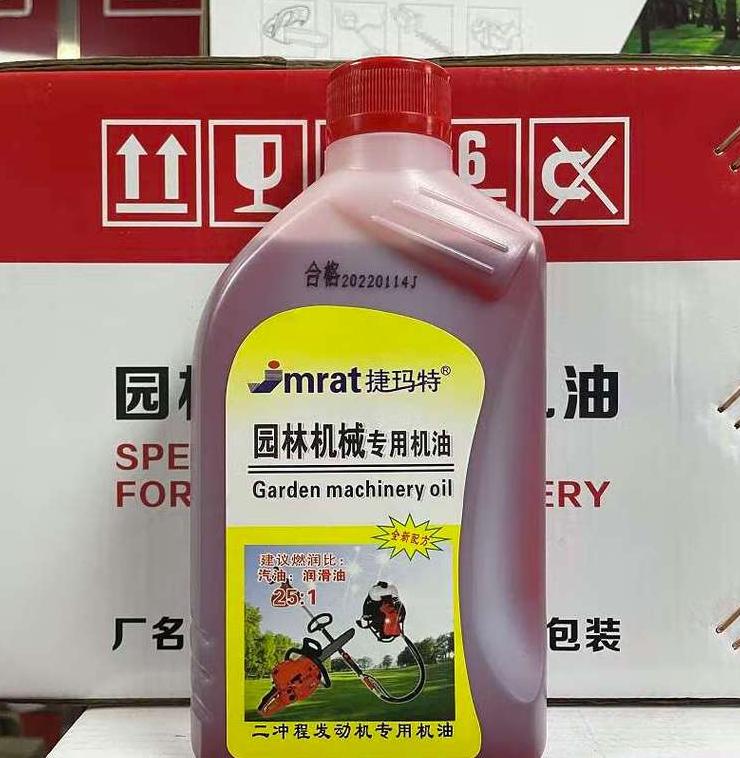 6
合格20220114J
Jmrat捷玛特®
园林机械专用机油
Garden machinery oil
全新配方
建议燃润比：
汽油：润滑油
25:1
二冲程发动机专用机油
园
油
SPE
FOR
ERY
厂名
包装